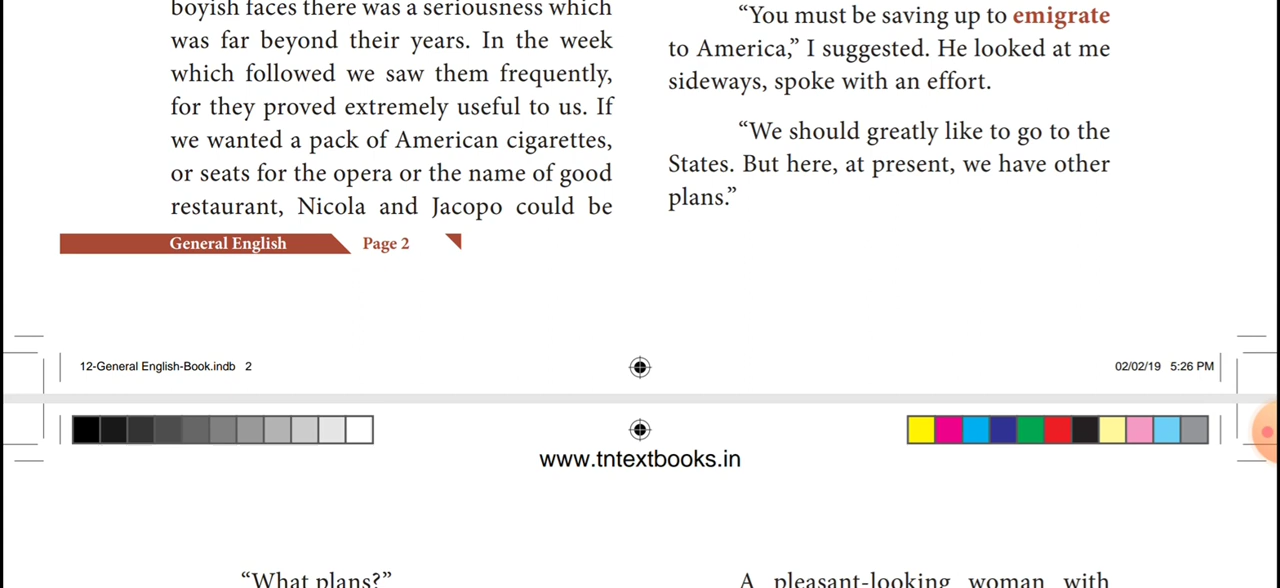 boyish faces there was a seriousness which
was far beyond their years. In the week
which followed we saw them frequently,
for they proved extremely useful to us. If
we wanted a pack of American cigarettes,
or seats for the opera or the name of good
restaurant, Nicola and Jacopo could be
“You must be saving up to emigrate
to America,” I suggested. He looked at me
sideways, spoke with an effort.
“We should greatly like to go to the
States. But here, at present, we have other
plans.”
General English Page 2
12-General English-Book.indb 2
02/02/19 5:26 PM
www.tntextbooks.in
“What plans?”
A pleasant-looking woman with